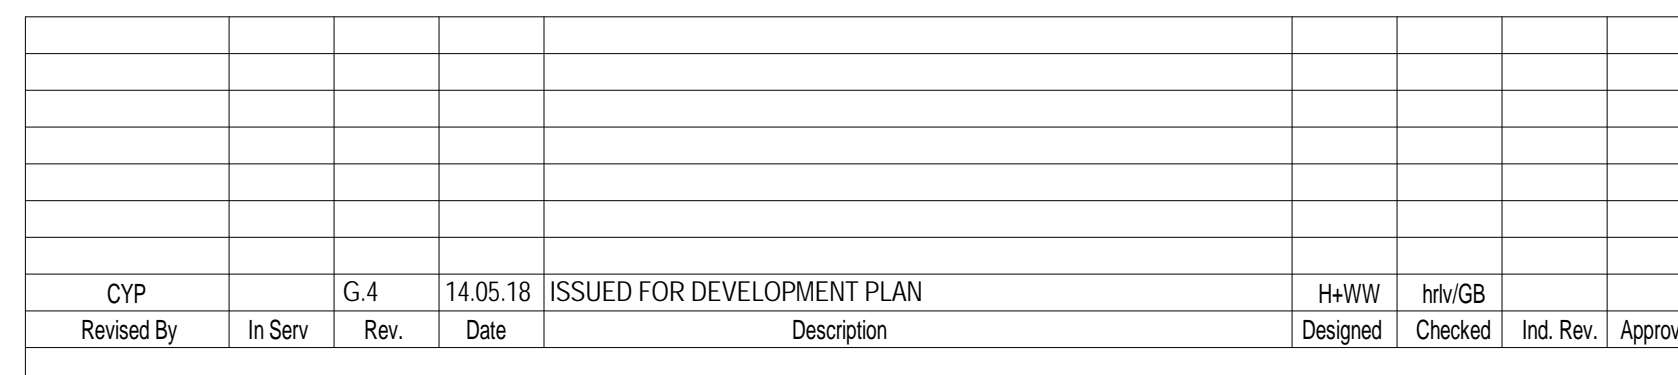 CYP G.4 14.05.18 ISSUED FOR DEVELOPMENT PLAN H+WW hrlv/GB
Revised By In Serv Rev. Date Description Designed Checked Ind. Rev. Approv